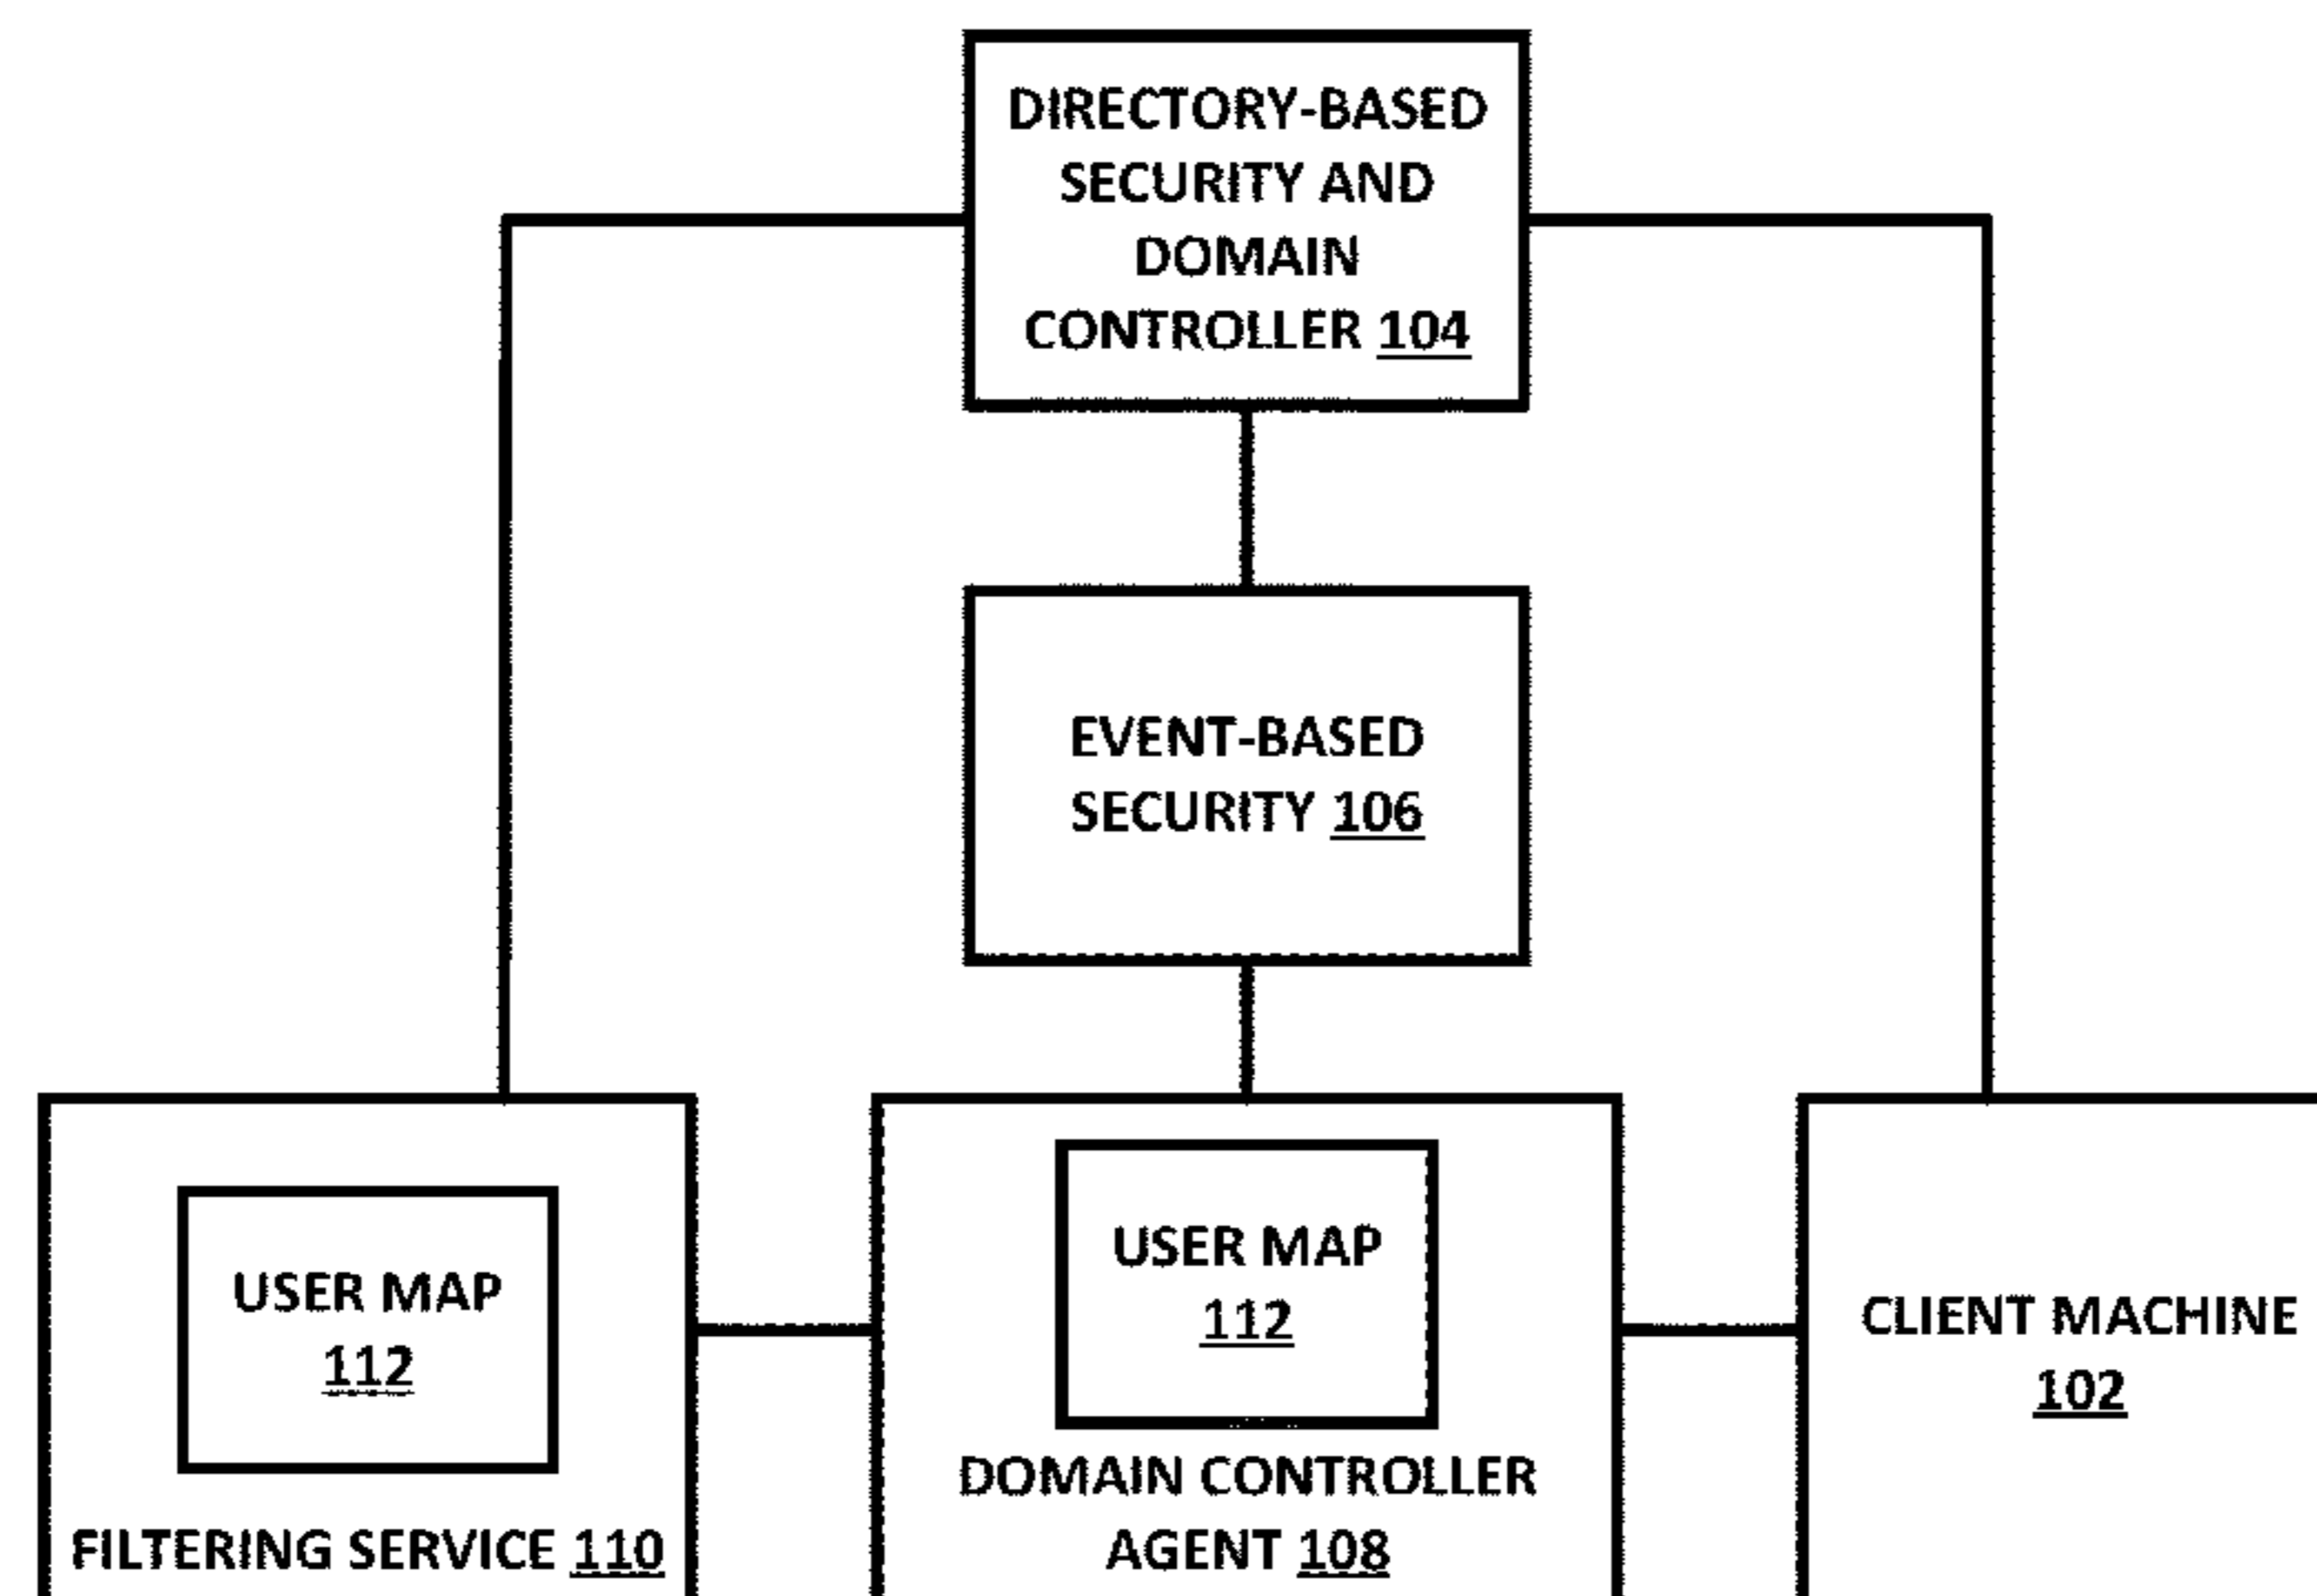 DIRECTORY-BASED
SECURITY AND
DOMAIN
CONTROLLER 104
EVENT-BASED
SECURITY 106
USER MAP
112
FILTERING SERVICE 110
USER MAP
112
DOMAIN CONTROLLER
AGENT 108
CLIENT MACHINE
102